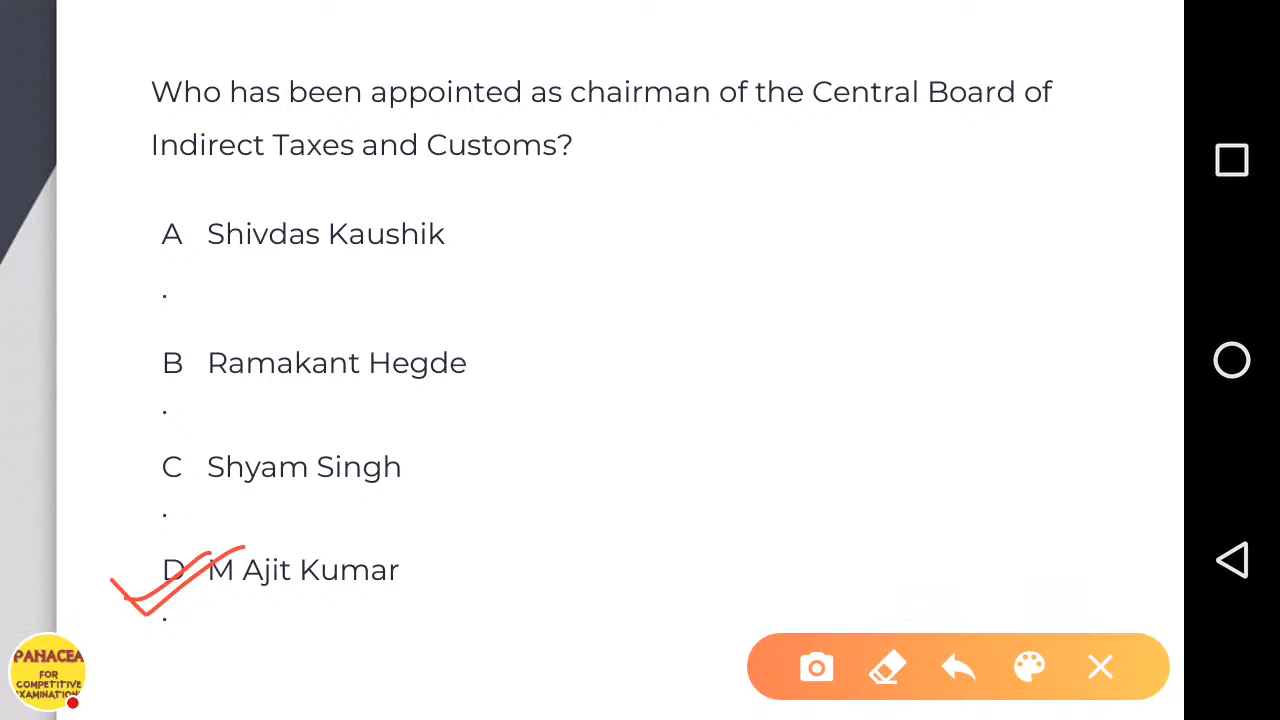 Who has been appointed as chairman of the Central Board of
Indirect Taxes and Customs?
A Shivdas Kaushik
.
B Ramakant Hegde
.
C Shyam Singh
.
D M Ajit Kumar
.
PANACEA
FOR
COMPETITIVE
EXAMINATION